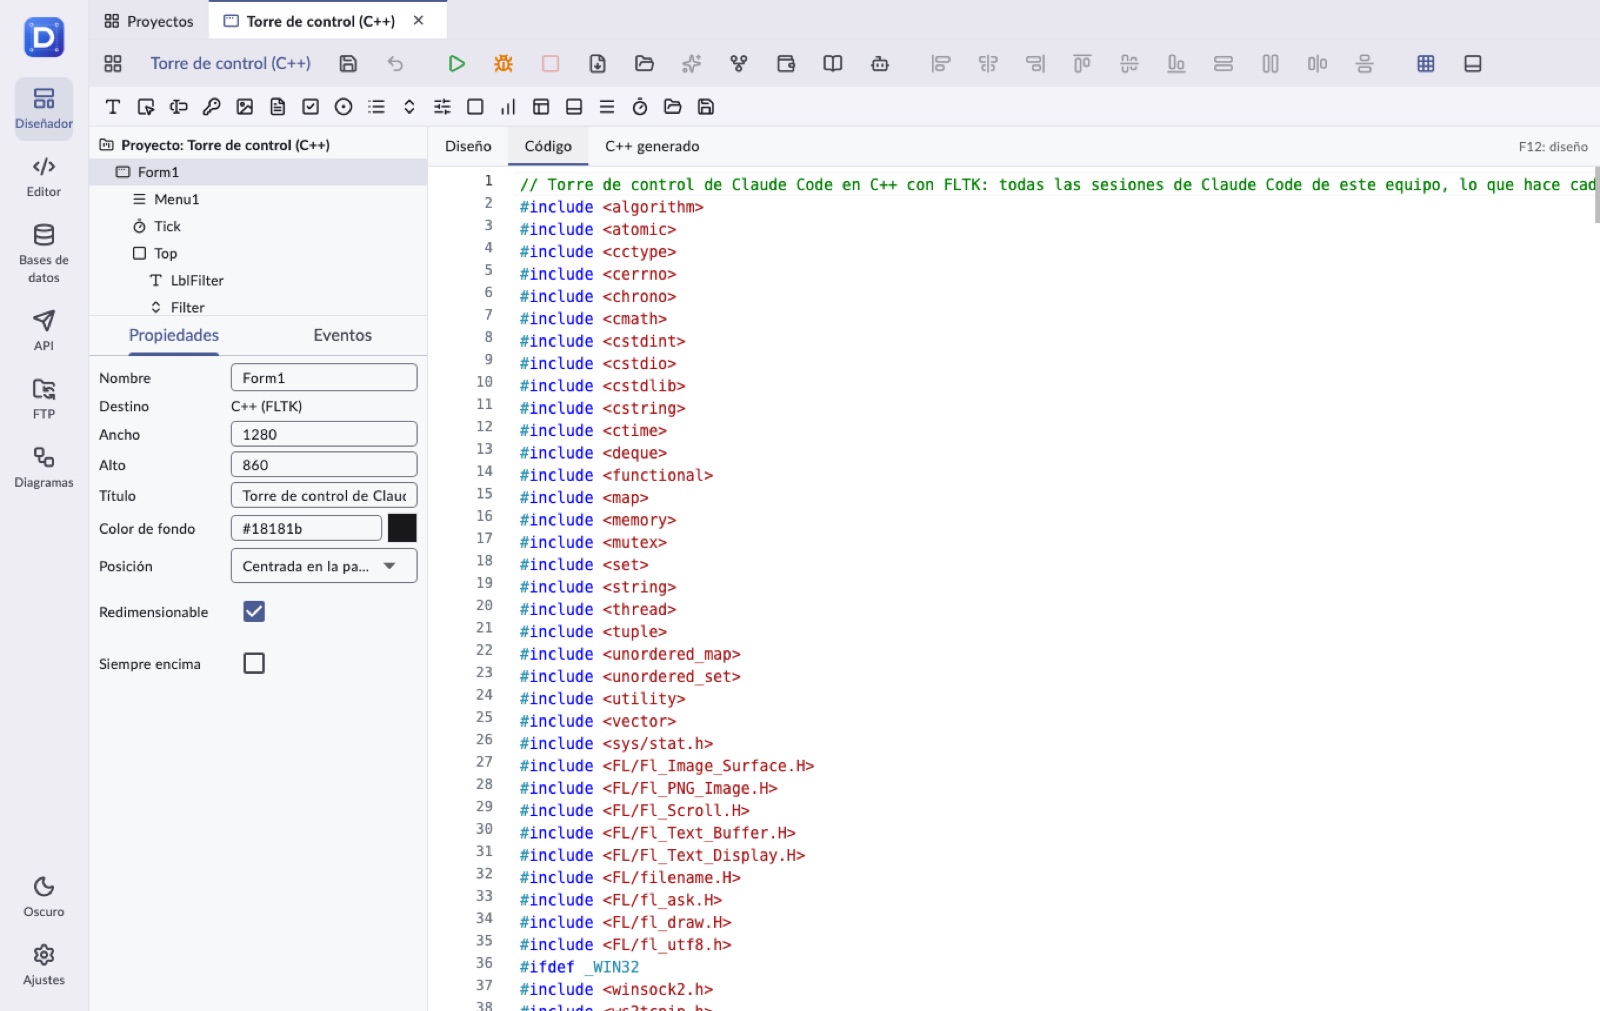 Proyectos
Torre de control (C++)
D
Torre de control (C++)
Diseñador
Editor
Bases de
datos
API
FTP
Diagramas
Oscuro
Ajustes
Proyecto: Torre de control (C++)
Form1
Menu1
Tick
Top
LblFilter
Filter
Propiedades
Eventos
Nombre
Form1
Destino
C++ (FLTK)
Ancho
1280
Alto
860
Título
Torre de control de Clauc
Color de fondo
#18181b
Posición
Centrada en la pa...
Redimensionable
Siempre encima
Diseño
Código
C++ generado
F12: diseño
1 // Torre de control de Claude Code en C++ con FLTK: todas las sesiones de Claude Code de este equipo, lo que hace cad
2 #include <algorithm>
3 #include <atomic>
4 #include <cctype>
5 #include <cerrno>
6 #include <chrono>
7 #include <cmath>
8 #include <cstdint>
9 #include <cstdio>
10 #include <cstdlib>
11 #include <cstring>
12 #include <ctime>
13 #include <deque>
14 #include <functional>
15 #include <map>
16 #include <memory>
17 #include <mutex>
18 #include <set>
19 #include <string>
20 #include <thread>
21 #include <tuple>
22 #include <unordered_map>
23 #include <unordered_set>
24 #include <utility>
25 #include <vector>
26 #include <sys/stat.h>
27 #include <FL/Fl_Image_Surface.H>
28 #include <FL/Fl_PNG_Image.H>
29 #include <FL/Fl_Scroll.H>
30 #include <FL/Fl_Text_Buffer.H>
31 #include <FL/Fl_Text_Display.H>
32 #include <FL/filename.H>
33 #include <FL/fl_ask.H>
34 #include <FL/fl_draw.H>
35 #include <FL/fl_utf8.h>
36 #ifdef _WIN32
37 #include <winsock2.h>
38 #include <ws2tcpip.h>